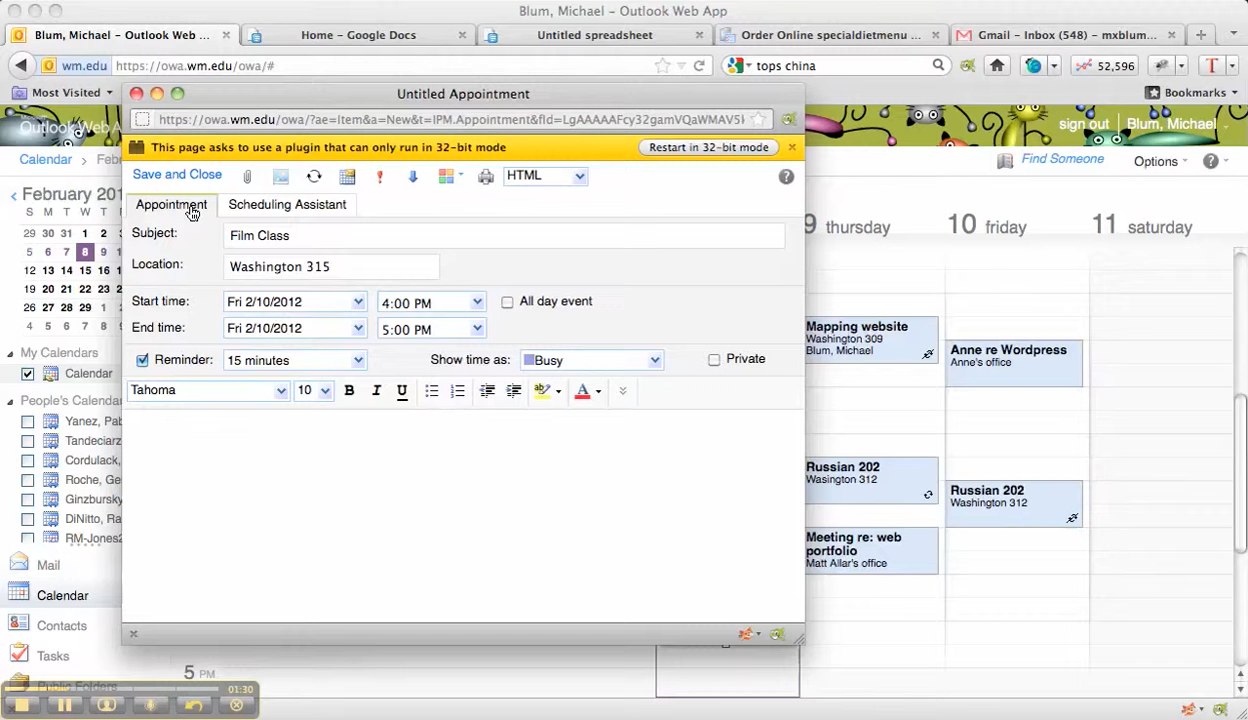 Blum, Michael - Outlook Web App
Blum, Michael - Outlook Web ...
Home - Google Docs
Untitled spreadsheet
Order Online specialdietmenu ...
Gmail - Inbox (548) - mxblum...
wm.edu
https://owa.wm.edu/owa/#
tops china
52,596
T
Most Visited
Bookmarks
Untitled Appointment
https://owa.wm.edu/owa/?ae=Item&a=New&t=IPM.Appointment&fld=LgAAAAAFcy32gamVQaWMAV5
This page asks to use a plugin that can only run in 32-bit mode
Restart in 32-bit mode
Outlook Web A
sign out
Blum, Michael
Calendar
Febr
Find Someone
Options
Save and Close
HTML
Appointment
Scheduling Assistant
Subject:
Film Class
Location:
Washington 315
Start time:
Fri 2/10/2012
4:00 PM
All day event
End time:
Fri 2/10/2012
5:00 PM
Reminder:
15 minutes
Show time as:
Busy
Private
Tahoma
10
B I U
ab
A
February 201
S M T W T
29 30 31 1 2
5 6 7 8 9
12 13 14 15 16
19 20 21 22 23
26 27 28 29 1
4 5 6 7 8
My Calendars
Calendar
People's Calenda
Yanez, Pab
Tandeciarz
Cordulack,
Roche, Ge
Ginzbursky
DiNitto, Ra
RM-Jones2
Mail
Calendar
Contacts
Tasks
Public Folders
9 thursday
10 friday
11 saturday
Mapping website
Washington 309
Blum, Michael
Anne re Wordpress
Anne's office
Russian 202
Wasington 312
Russian 202
Washington 312
Meeting re: web
portfolio
Matt Allar's office
5 PM
01:30